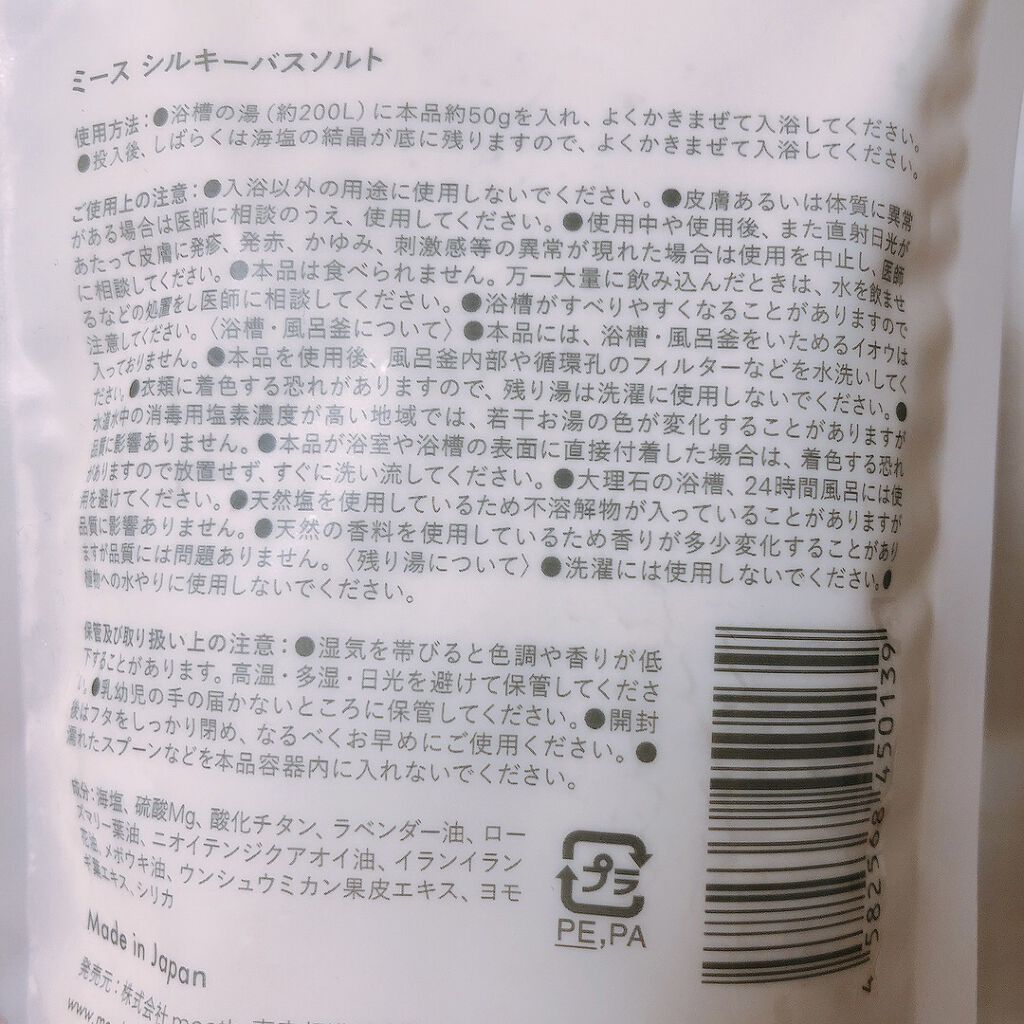 ミース シルキーバスソルト
使用方法：●浴槽の湯（約200L）に本品約50gを入れ、よくかきまぜて入浴してください。
●投入後、しばらくは海塩の結晶が底に残りますので、よくかきまぜて入浴してください。
ご使用上の注意：●入浴以外の用途に使用しないでください。●皮膚あるいは体質に異常
がある場合は医師に相談のうえ、使用してください。●使用中や使用後、また直射日光が
あたって皮膚に発疹、発赤、かゆみ、刺激感等の異常が現れた場合は使用を中止し、医師
に相談してください。●本品は食べられません。万一大量に飲み込んだときは、水を飲ませ
るなどの処置をし医師に相談してください。●浴槽がすべりやすくなることがありますので
注意してください。〈浴槽・風呂釜について〉●本品には、浴槽・風呂釜をいためるイオウは
入っておりません。●本品を使用後、風呂釜内部や循環孔のフィルターなどを水洗いしてく
ださい。●衣類に着色する恐れがありますので、残り湯は洗濯に使用しないでください。●
水道水中の消毒用塩素濃度が高い地域では、若干お湯の色が変化することがありますが
品質に影響ありません。●本品が浴室や浴槽の表面に直接付着した場合は、着色する恐れ
がありますので放置せず、すぐに洗い流してください。●大理石の浴槽、24時間風呂には使
用を避けてください。●天然塩を使用しているため不溶解物が入っていることがありますが
品質に影響ありません。●天然の香料を使用しているため香りが多少変化することがあり
ますが品質には問題ありません。〈残り湯について〉●洗濯には使用しないでください。●
植物への水やりに使用しないでください。
保管及び取り扱い上の注意：●湿気を帯びると色調や香りが低
下することがあります。高温・多湿・日光を避けて保管してくださ
い。●乳幼児の手の届かないところに保管してください。●開封
後はフタをしっかり閉め、なるべくお早めにご使用ください。●
濡れたスプーンなどを本品容器内に入れないでください。
成分：海塩、硫酸Mg、酸化チタン、ラベンダー油、ロー
ズマリー葉油、ニオイテンジクアオイ油、イランイラン
花油、メボウキ油、ウンシュウミカン果皮エキス、ヨモ
ギ葉エキス、シリカ
Made in Japan
発売元：株式会社
プラ
PE,PA
4 582568 450139